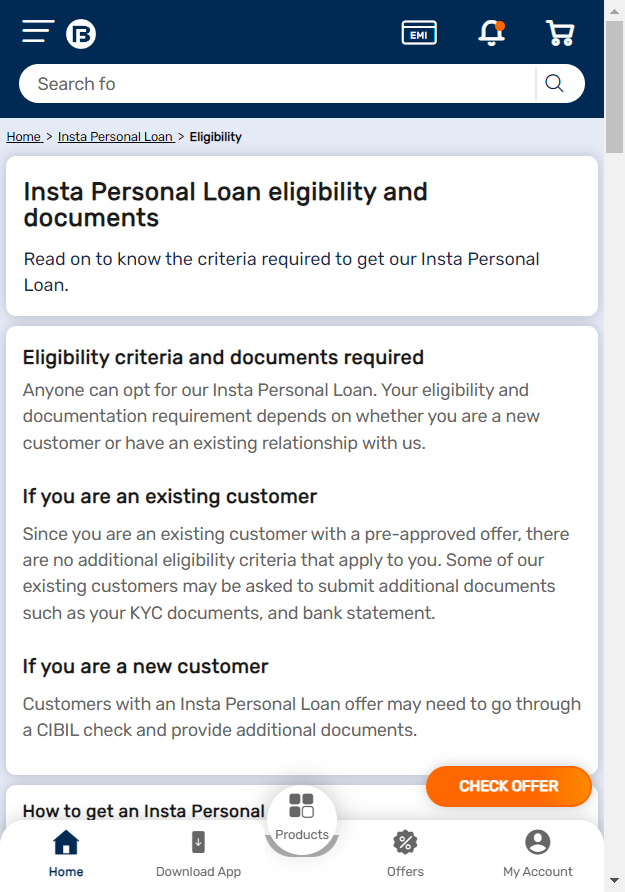 EMI
Search fo
Home > Insta Personal Loan > Eligibility
Insta Personal Loan eligibility and
documents
Read on to know the criteria required to get our Insta Personal
Loan.
Eligibility criteria and documents required
Anyone can opt for our Insta Personal Loan. Your eligibility and
documentation requirement depends on whether you are a new
customer or have an existing relationship with us.
If you are an existing customer
Since you are an existing customer with a pre-approved offer, there
are no additional eligibility criteria that apply to you. Some of our
existing customers may be asked to submit additional documents
such as your KYC documents, and bank statement.
If you are a new customer
Customers with an Insta Personal Loan offer may need to go through
a CIBIL check and provide additional documents.
CHECK OFFER
How to get an Insta Personal
Home
Download App
Products
Offers
My Account